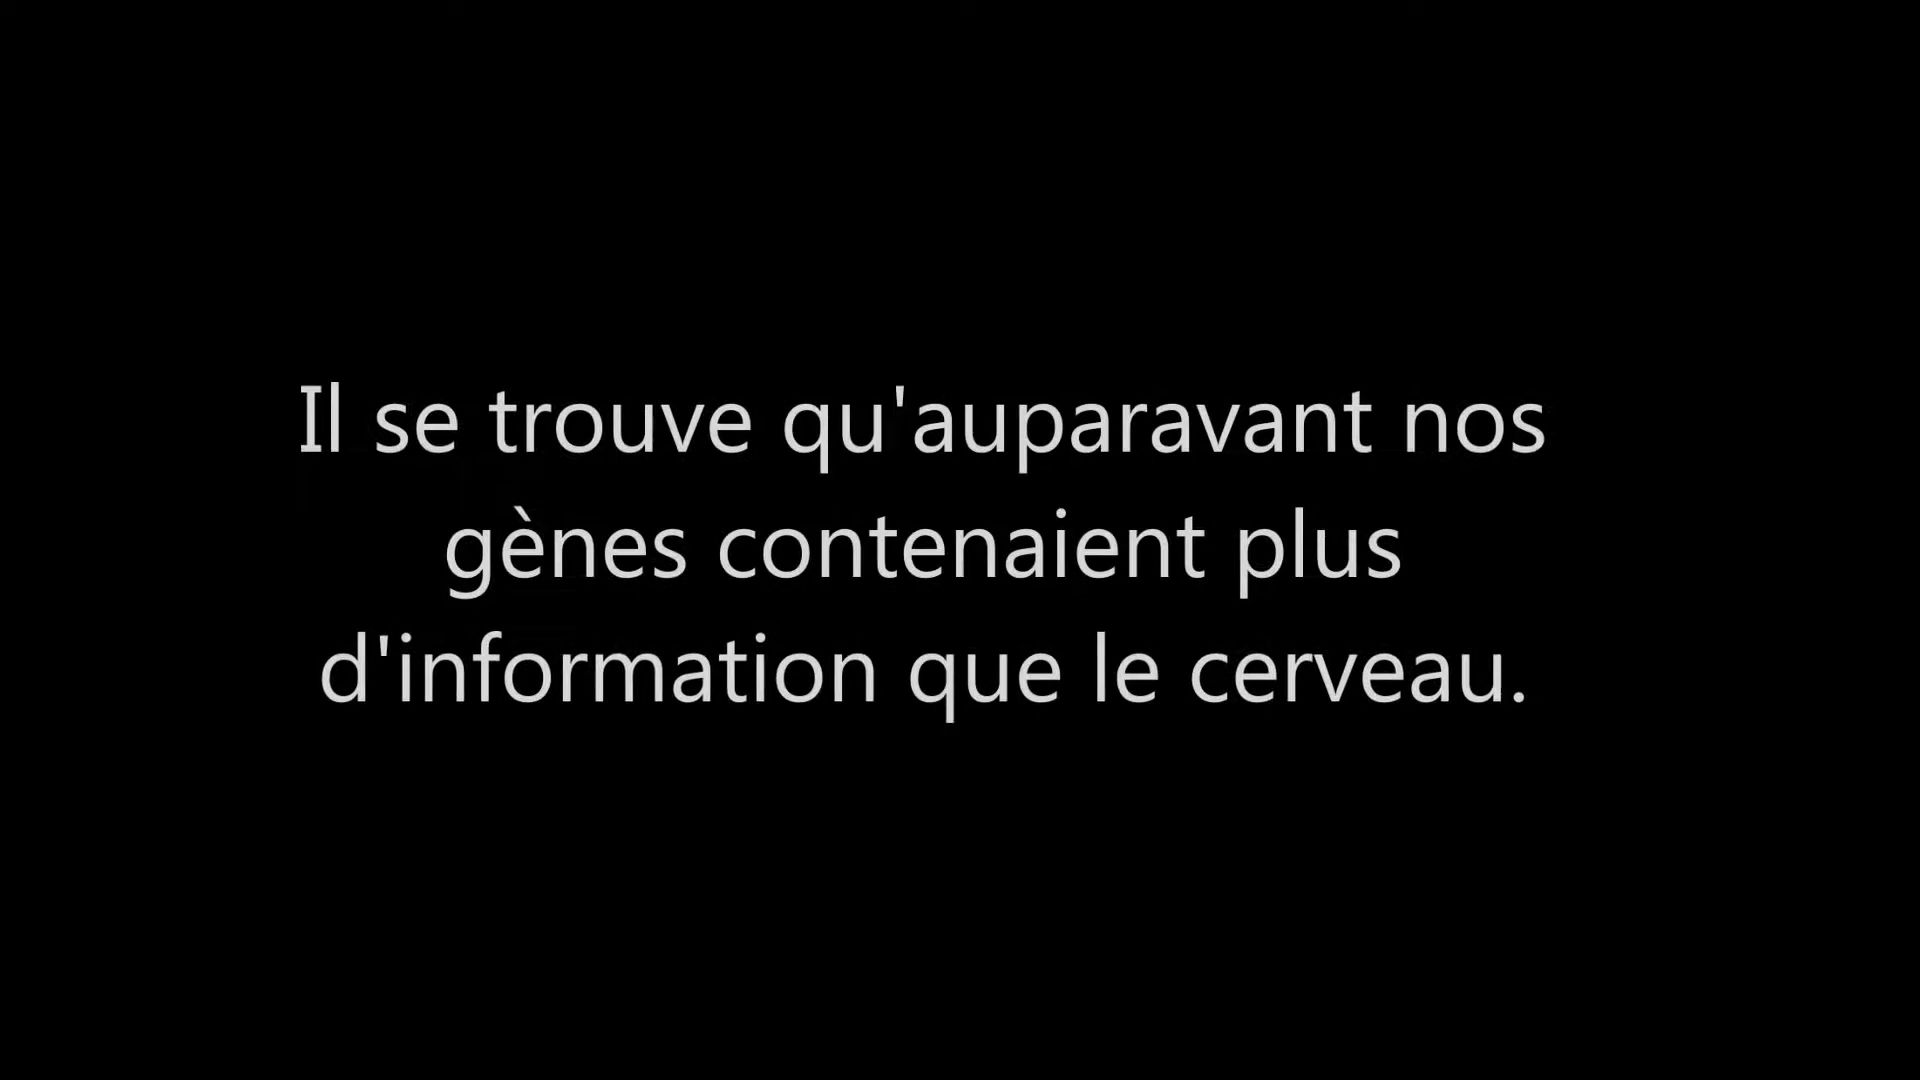 Il se trouve qu'auparavant nos
gènes contenaient plus
d'information que le cerveau.